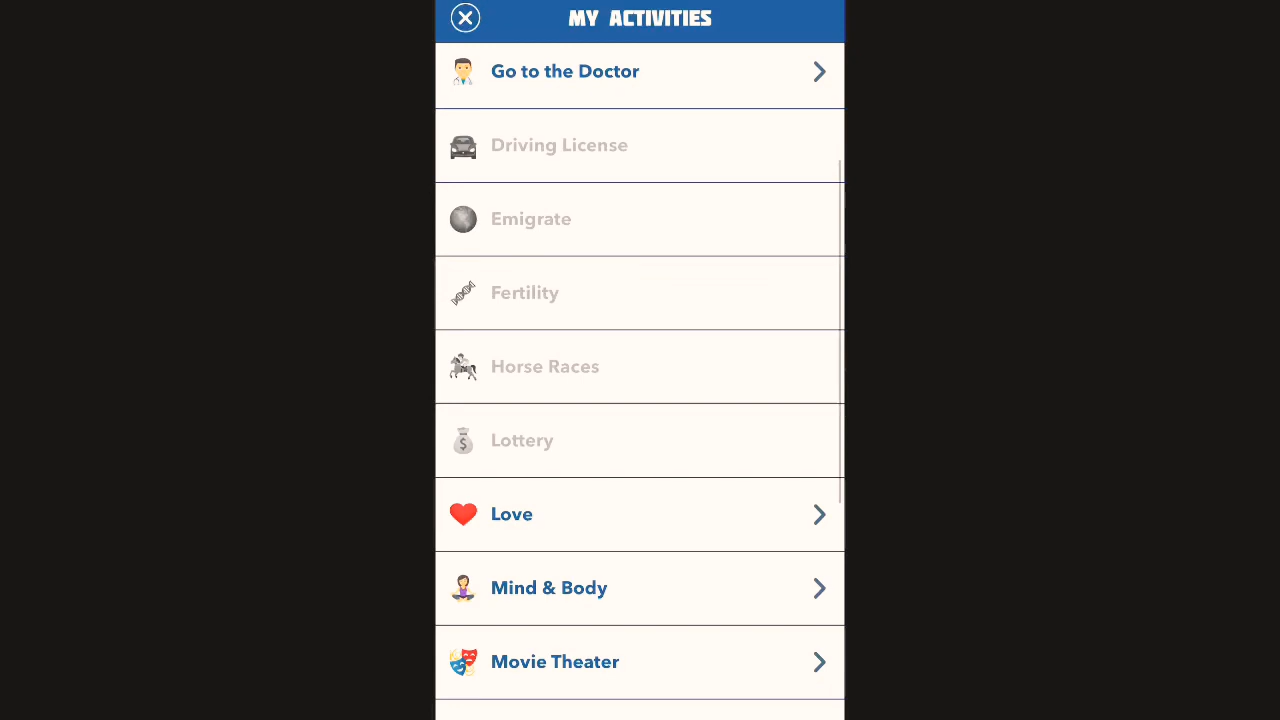 MY ACTIVITIES
Go to the Doctor
Driving License
Emigrate
Fertility
Horse Races
Lottery
Love
Mind & Body
Movie Theater